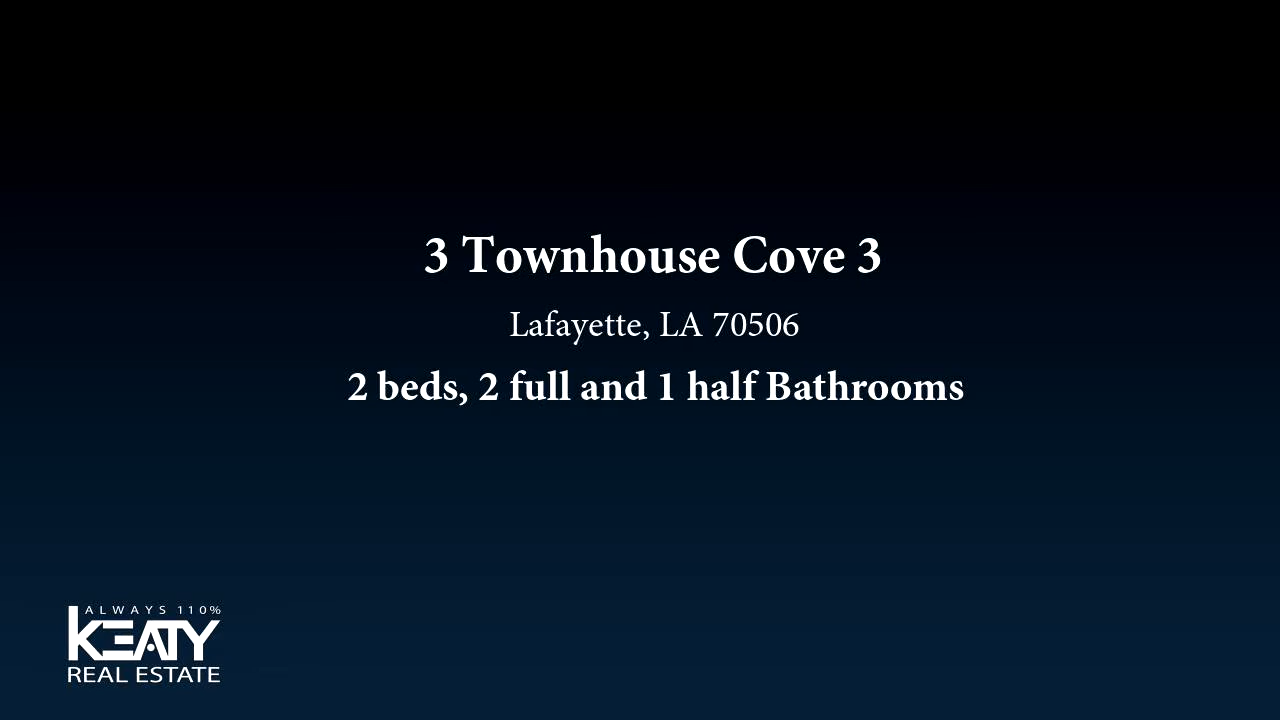 3 Townhouse Cove 3
Lafayette, LA 70506
2 beds, 2 full and 1 half Bathrooms
ALWAYS 110%
KEATY
REAL ESTATE